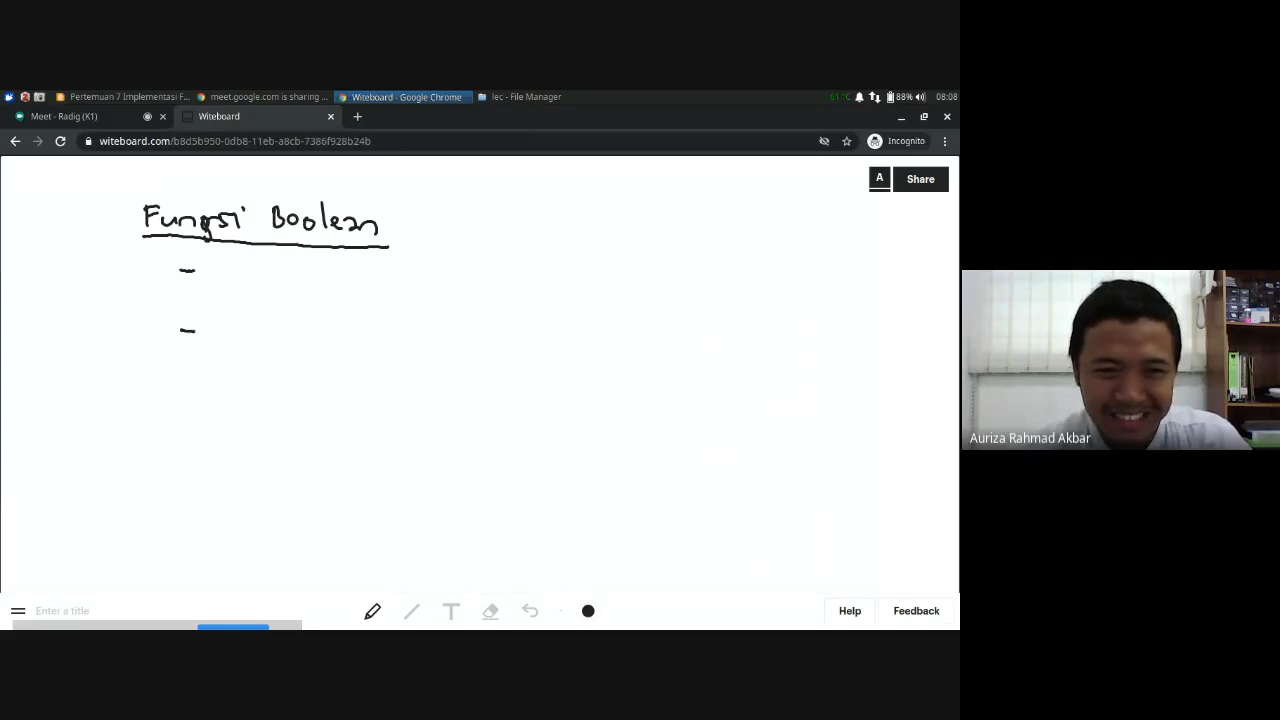 Pertemuan 7 Implementasi F...
meet.google.com is sharing ...
Witeboard - Google Chrome
lec - File Manager
61°C
88%
08:08
Meet - Radig (K1)
Witeboard
witeboard.com/b8d5b950-0db8-11eb-a8cb-7386f928b24b
Incognito
A
Share
Fungsi Boolean
-
-
Auriza Rahmad Akbar
Enter a title
T
Help
Feedback